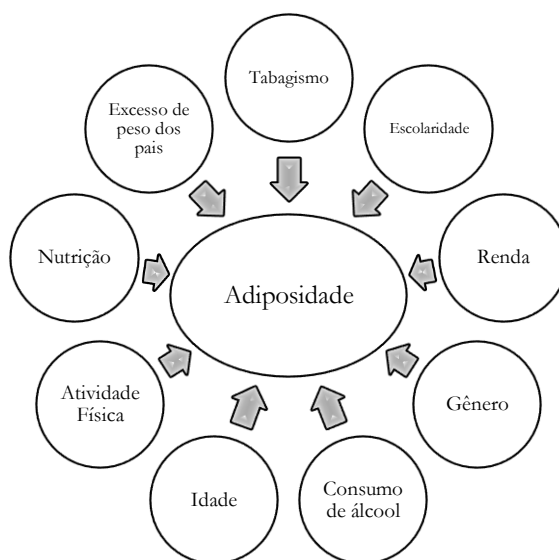 Tabagismo
Escolaridade
Renda
Gênero
Consumo
de álcool
Idade
Atividade
Física
Nutrição
Excesso de
peso dos
pais
Adiposidade